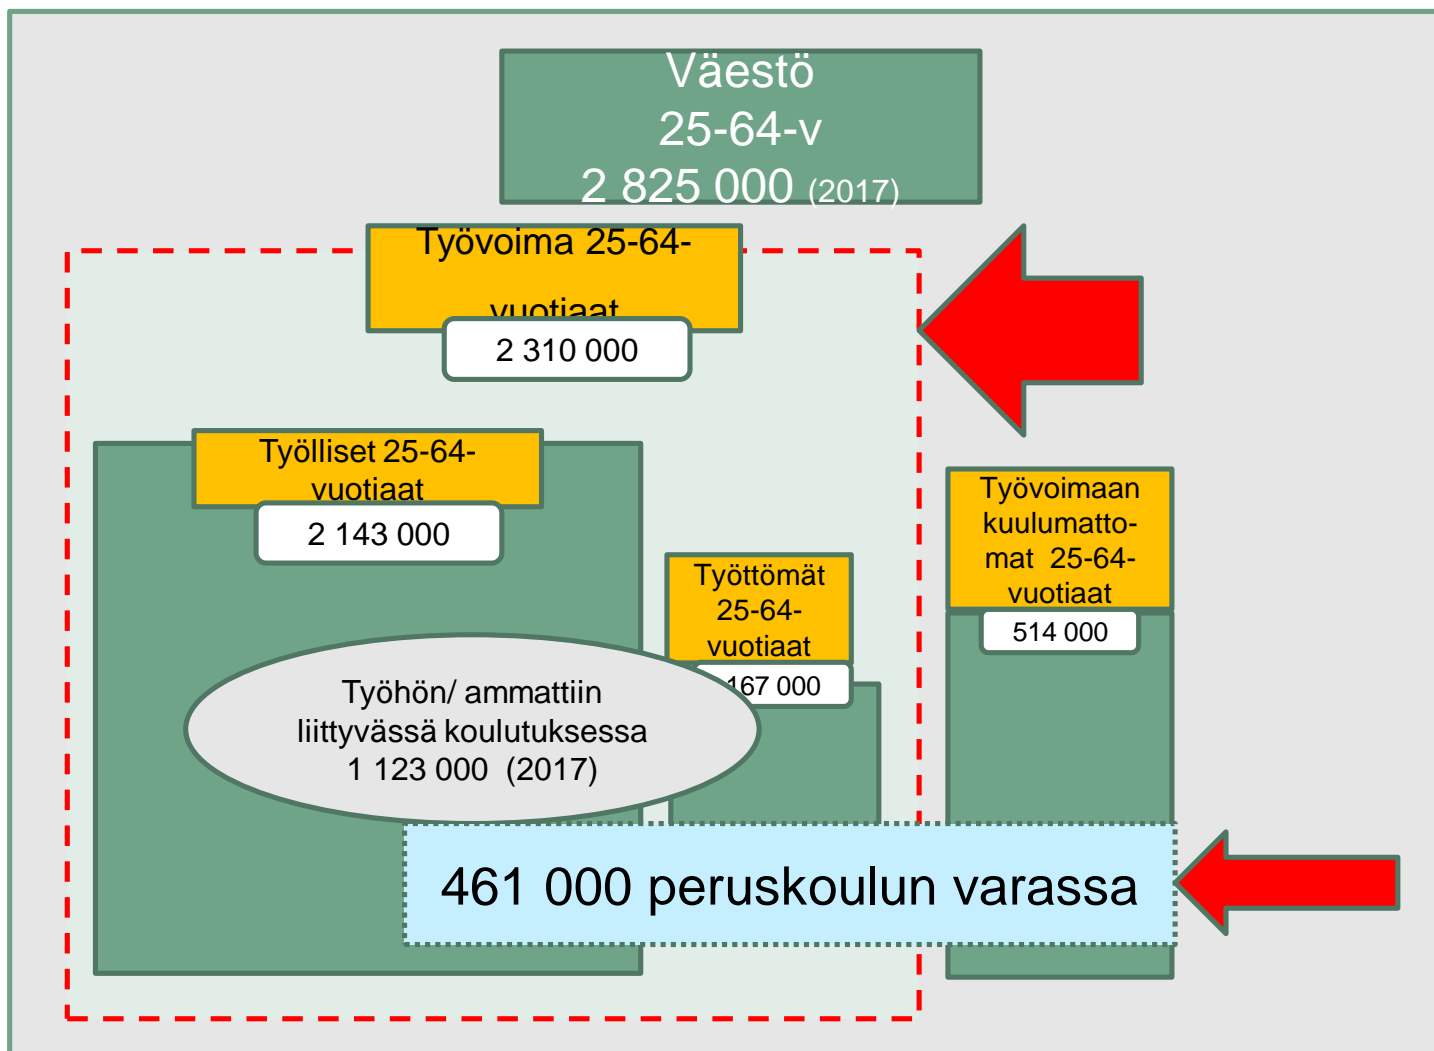 Väestö
25-64-v
2 825 000 (2017)
Työvoima 25-64-
vuotiaat
2 310 000
Työlliset 25-64-
vuotiaat
2 143 000
Työttömät
25-64-
vuotiaat
167 000
Työvoimaan
kuulumatto-
mat 25-64-
vuotiaat
514 000
Työhön/ ammattiin
liittyvässä koulutuksessa
1 123 000 (2017)
461 000 peruskoulun varassa